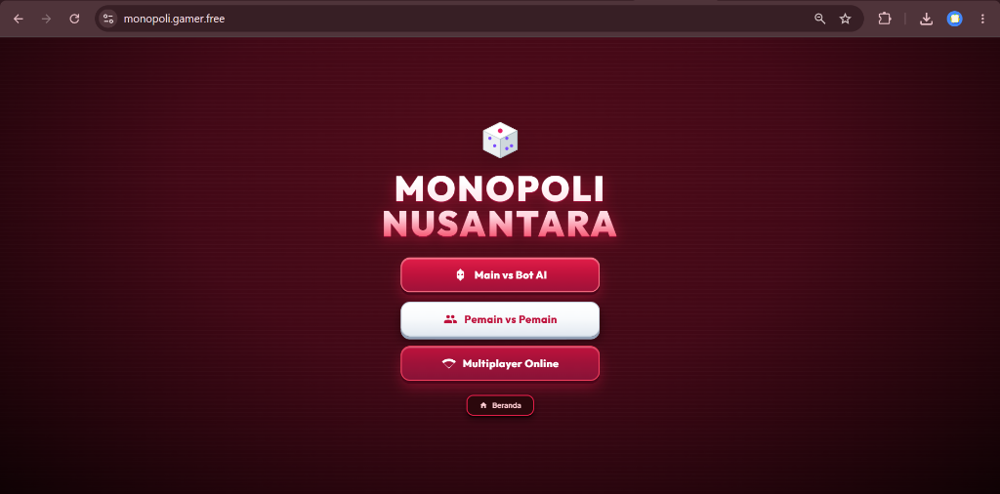 monopoli.gamer.free
MONOPOLI
NUSANTARA
Main vs Bot AI
Pemain vs Pemain
Multiplayer Online
Beranda